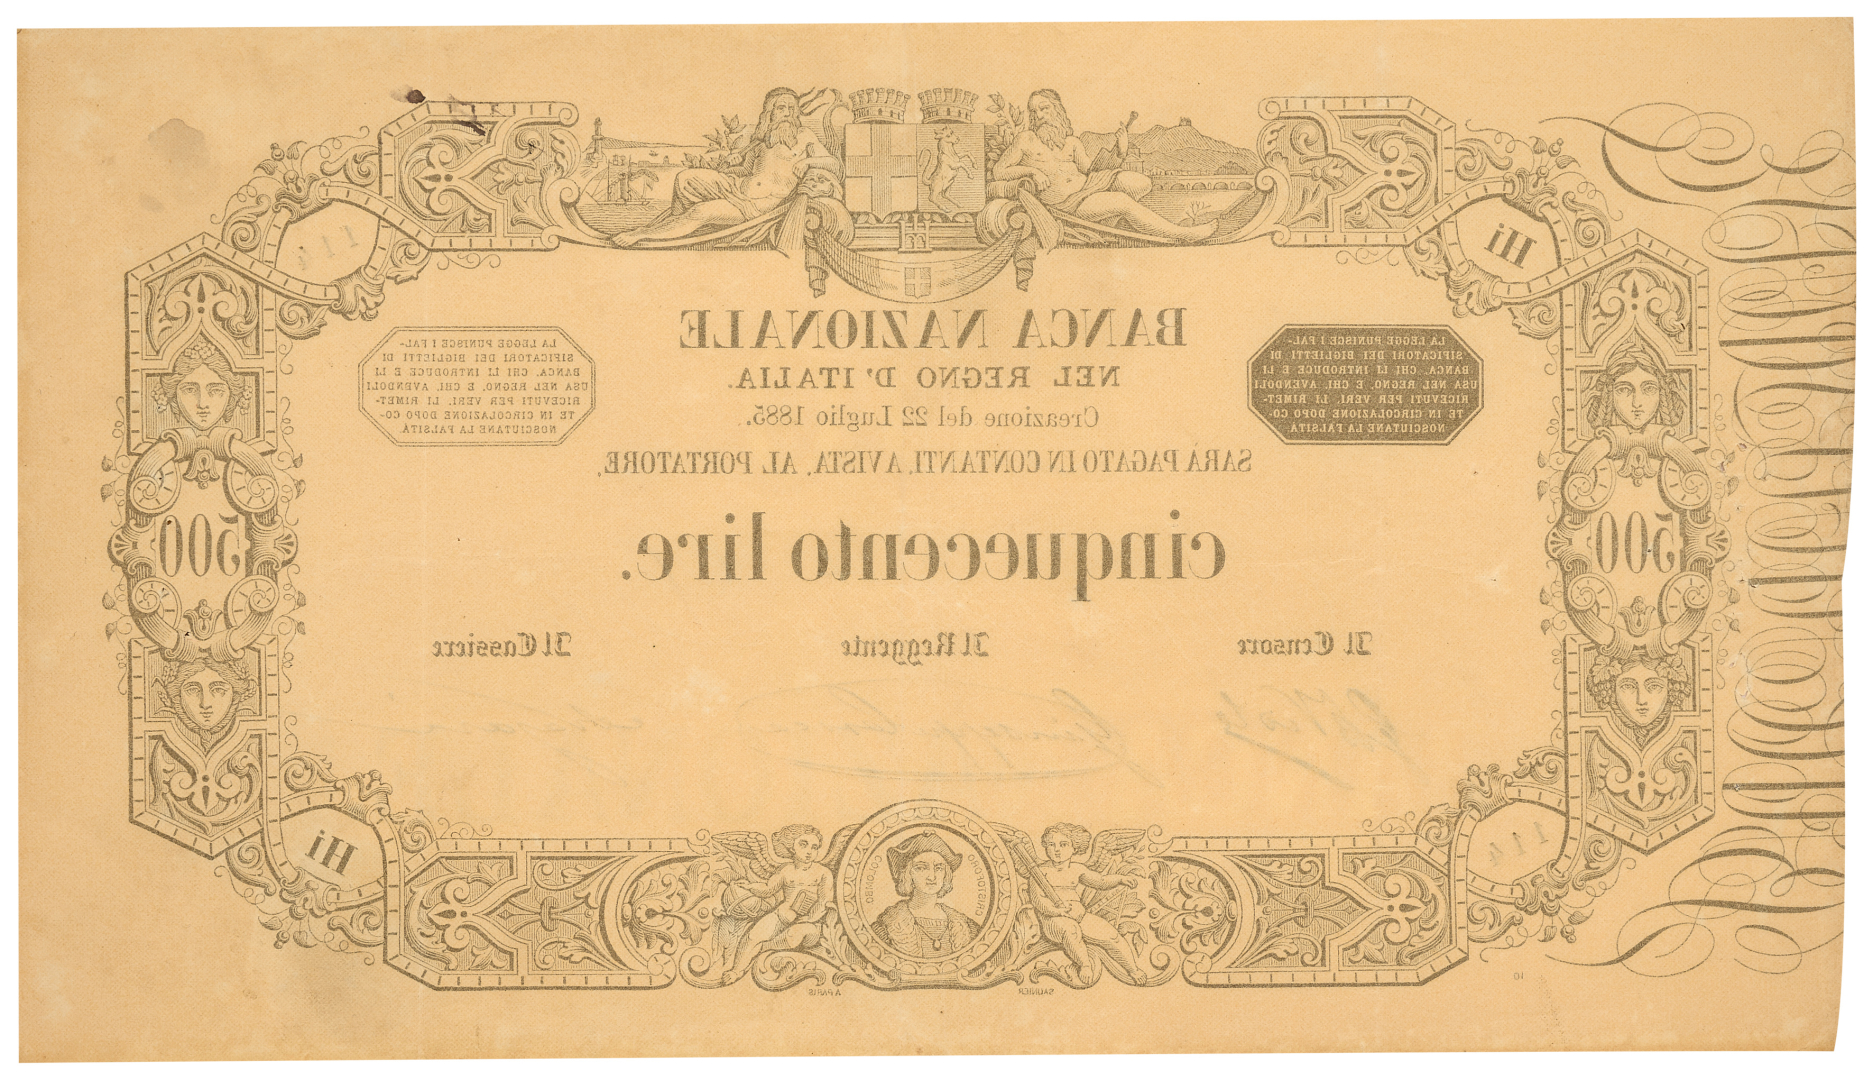 BANCA NAZIONALE
NEL REGNO D'ITALIA.
Creazione del 22 Luglio 1885.
SARÀ PAGATO IN CONTANTI, A VISTA, AL PORTATORE,
cinquecento lire.
LA LEGGE PUNISCE I FAL-
SIFICATORI DEI BIGLIETTI DI
BANCA, CHI LI INTRODUCE E LI
USA NEL REGNO, E CHI, AVENDOLI
RICEVUTI PER VERI, LI RIMET-
TE IN CIRCOLAZIONE DOPO CO-
NOSCIUTANE LA FALSITÀ
LA LEGGE PUNISCE I FAL-
SIFICATORI DEI BIGLIETTI DI
BANCA, CHI LI INTRODUCE E LI
USA NEL REGNO, E CHI, AVENDOLI
RICEVUTI PER VERI, LI RIMET-
TE IN CIRCOLAZIONE DOPO CO-
NOSCIUTANE LA FALSITÀ
Hi
114
500
500
Il Censore
Il Reggente
Il Cassiere
114
Hi
CRISTOFORO
COLOMBO
SAUNIER
A PARIS